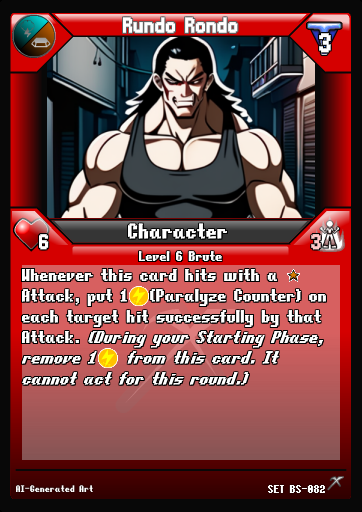 Rundo Rondo
3
Character
6
3
Level 6 Brute
Whenever this card hits with a
Attack, put 1 (Paralyze Counter) on
each target hit successfully by that
Attack. (During your Starting Phase,
remove 1 from this card. It
cannot act for this round.)
AI-Generated Art
SET BS-082